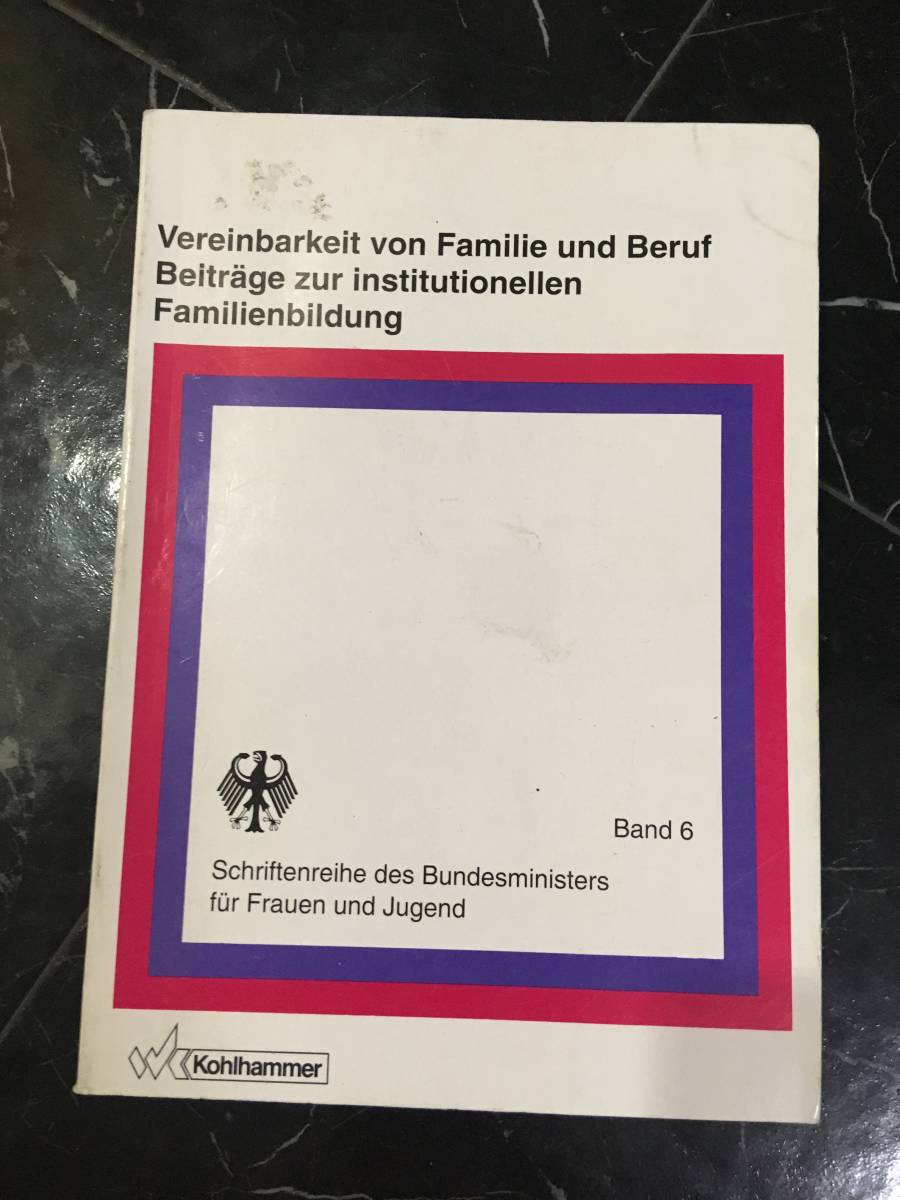 Vereinbarkeit von Familie und Beruf
Beiträge zur institutionellen
Familienbildung
Band 6
Schriftenreihe des Bundesministers
für Frauen und Jugend
Kohlhammer